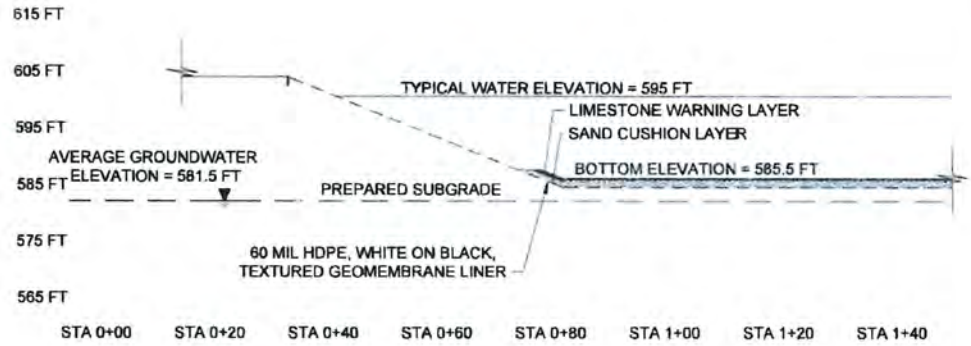 615 FT
605 FT
TYPICAL WATER ELEVATION = 595 FT
LIMESTONE WARNING LAYER
595 FT
SAND CUSHION LAYER
AVERAGE GROUNDWATER
ELEVATION = 581.5 FT
BOTTOM ELEVATION = 585.5 FT
585 FT
PREPARED SUBGRADE
575 FT
60 MIL HDPE, WHITE ON BLACK,
TEXTURED GEOMEMBRANE LINER
565 FT
STA 0+00 STA 0+20 STA 0+40 STA 0+60 STA 0+80 STA 1+00 STA 1+20 STA 1+40